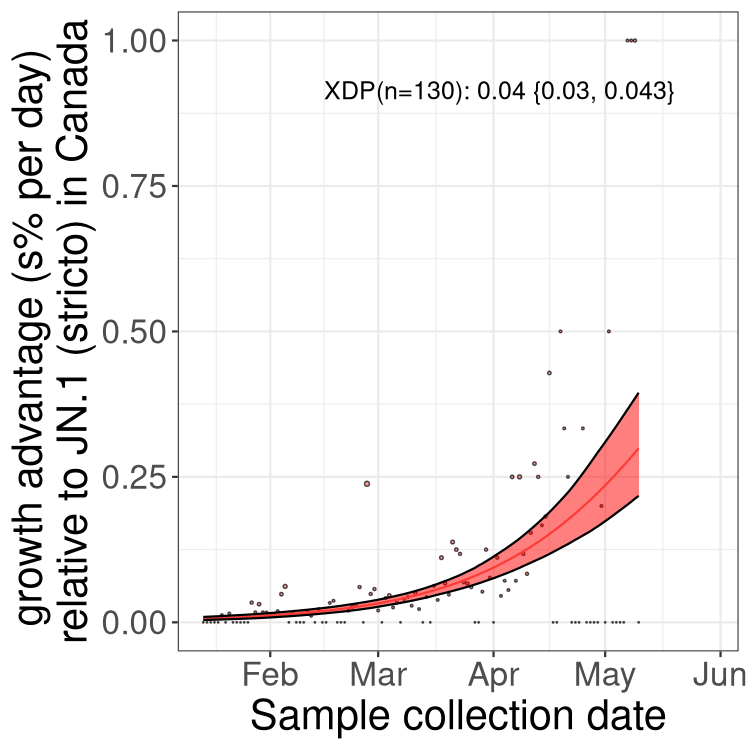 growth advantage (s% per day)
relative to JN.1 (stricto) in Canada
1.00
0.75
0.50
0.25
0.00
XDP(n=130): 0.04 {0.03, 0.043}
Feb Mar Apr May Jun
Sample collection date